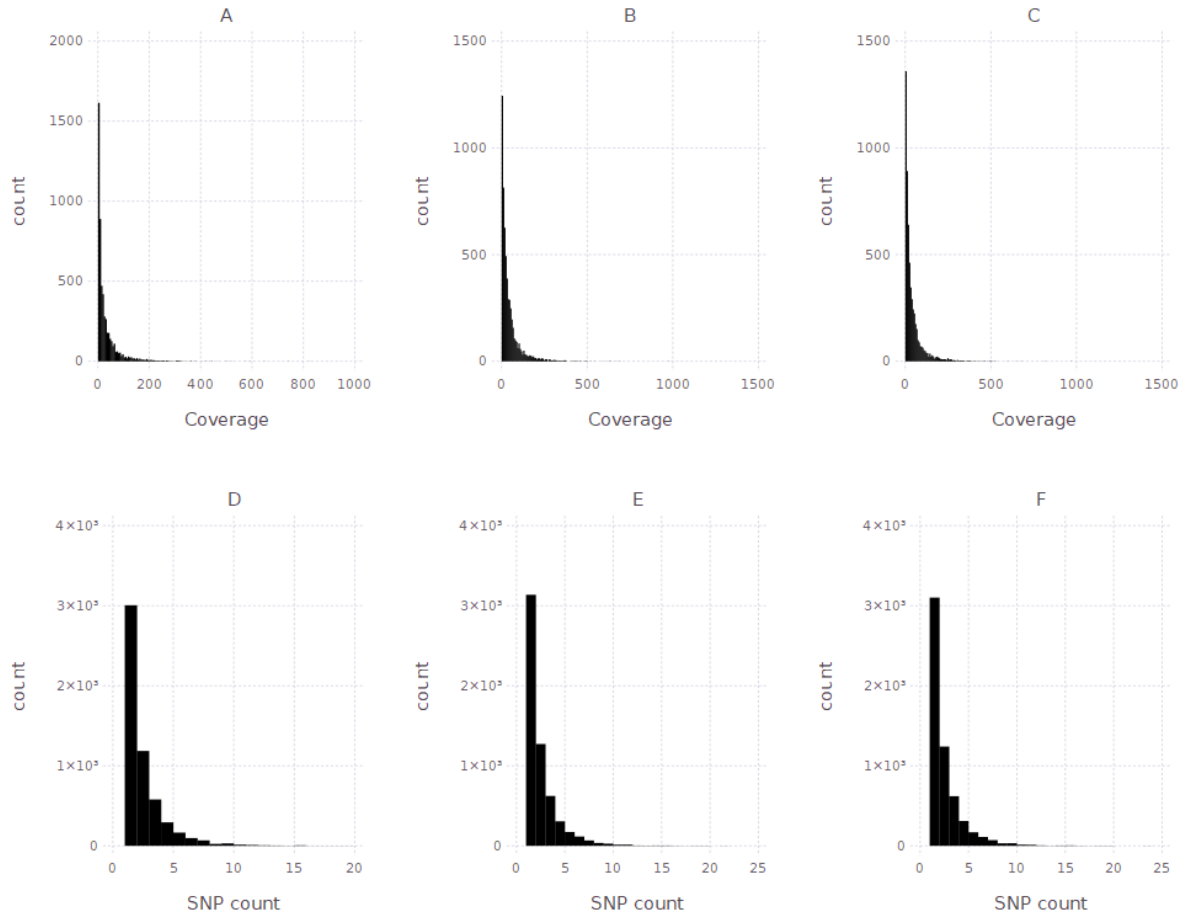 A B C
2000 1500 1500
1500 1000 1000
1000 500 500
500 0 0
0
count count count
0 200 400 600 800 1000 0 500 1000 1500 0 500 1000 1500
Coverage Coverage Coverage
D E F
4×10³ 4×10³ 4×10³
3×10³ 3×10³ 3×10³
2×10³ 2×10³ 2×10³
1×10³ 1×10³ 1×10³
0 0 0
count count count
0 5 10 15 20 0 5 10 15 20 25 0 5 10 15 20 25
SNP count SNP count SNP count